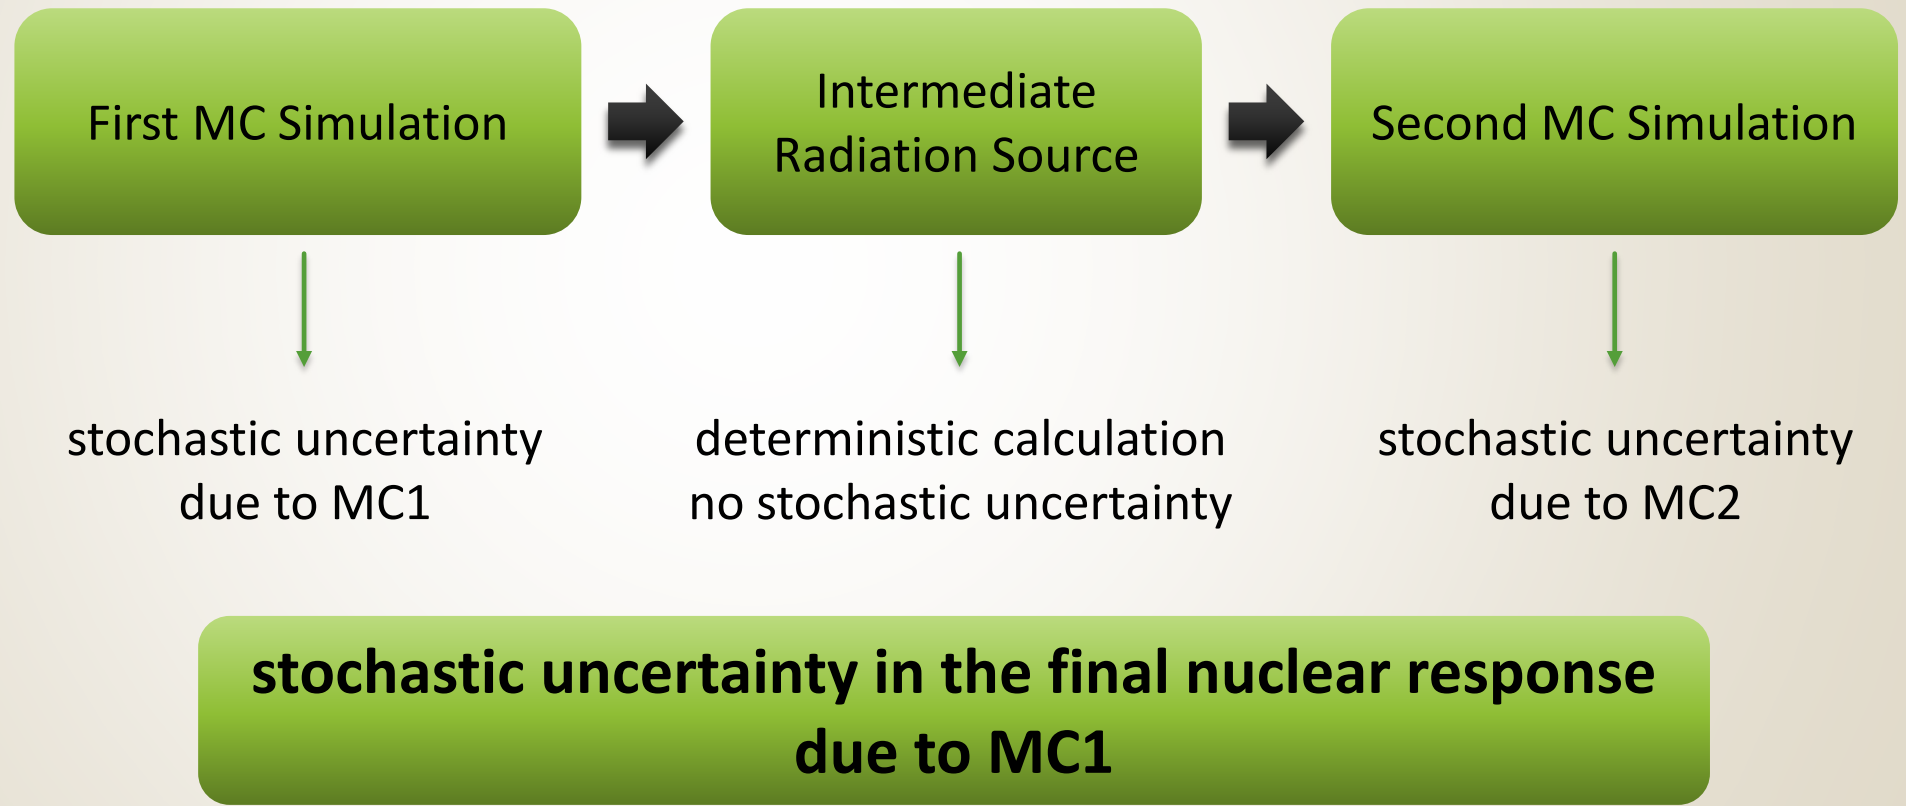 First MC Simulation
Intermediate
Radiation Source
Second MC Simulation
stochastic uncertainty
due to MC1
deterministic calculation
no stochastic uncertainty
stochastic uncertainty
due to MC2
stochastic uncertainty in the final nuclear response
due to MC1